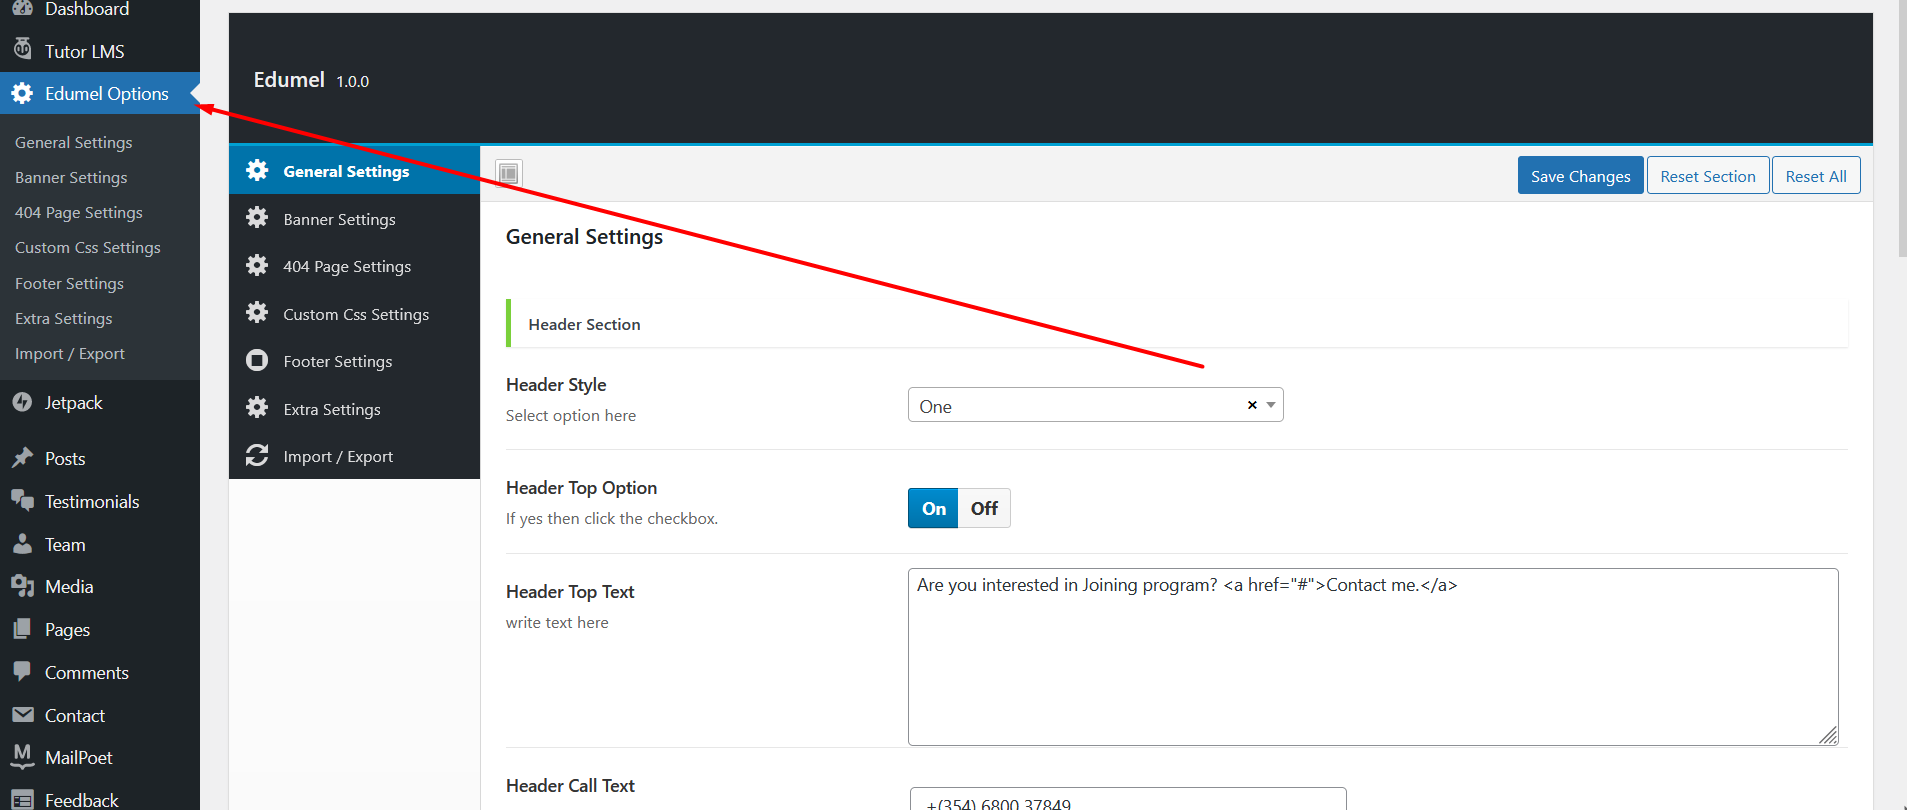 Dashboard
Tutor LMS
Edumel Options
General Settings
Banner Settings
404 Page Settings
Custom Css Settings
Footer Settings
Extra Settings
Import / Export
Jetpack
Posts
Testimonials
Team
Media
Pages
Comments
Contact
MailPoet
Feedback
Edumel 1.0.0
General Settings
Banner Settings
404 Page Settings
Custom Css Settings
Footer Settings
Extra Settings
Import / Export
Save Changes Reset Section Reset All
General Settings
Header Section
Header Style
Select option here
One
Header Top Option
If yes then click the checkbox.
On Off
Header Top Text
write text here
Are you interested in Joining program? <a href="#">Contact me.</a>
Header Call Text
+(354) 6800 37849